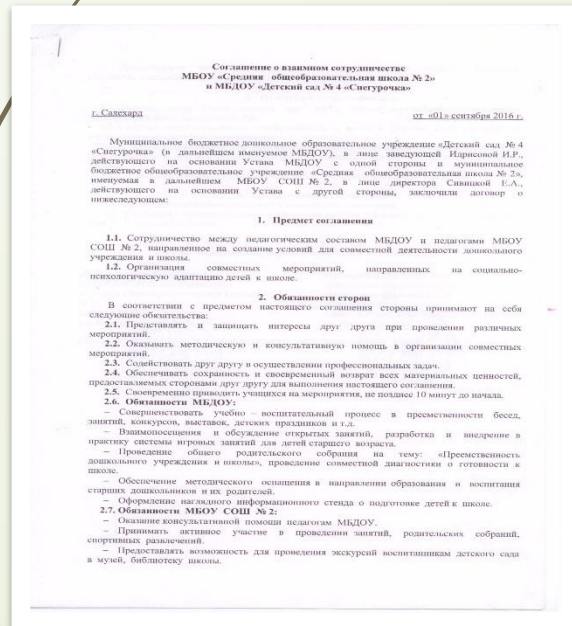 Соглашение о взаимном сотрудничестве
МБОУ «Средняя общеобразовательная школа № 2»
и МБДОУ «Детский сад № 4 «Снегурочка»
г. Салехард от «01» сентября 2016 г.
Муниципальное бюджетное дошкольное образовательное учреждение «Детский сад № 4
«Снегурочка» (в дальнейшем именуемое МБДОУ), в лице заведующей Идрисовой И.Р.,
действующего на основании Устава МБДОУ с одной стороны и муниципальное
бюджетное общеобразовательное учреждение «Средняя общеобразовательная школа № 2»,
имеющая в дальнейшем МБОУ СОШ № 2, в лице директора Сивицкой Е.А.,
действующего на основании Устава с другой стороны, заключили договор о
нижеследующем:
1. Предмет соглашения
1.1. Сотрудничество между педагогическим составом МБДОУ и педагогами МБОУ
СОШ № 2, направленное на создание условий для совместной деятельности дошкольного
учреждения и школы.
1.2. Организация совместных мероприятий, направленных на социально-
психологическую адаптацию детей к школе.
2. Обязанности сторон
В соответствии с предметом настоящего соглашения стороны принимают на себя
следующие обязательства:
2.1. Представлять и защищать интересы друг друга при проведении различных
мероприятий.
2.2. Оказывать методическую и консультативную помощь в организации совместных
мероприятий.
2.3. Содействовать друг другу в осуществлении профессиональных задач.
2.4. Обеспечивать сохранность и своевременный возврат всех материальных ценностей,
предоставляемых сторонами друг другу для выполнения настоящего соглашения.
2.5. Своевременно приводить учащихся на мероприятия, не позднее 10 минут до начала.
2.6. Обязанности МБДОУ:
– Совершенствовать учебно – воспитательный процесс в преемственности бесед,
занятий, конкурсов, выставок, детских праздников и т.д.
– Взаимопосещения и обсуждение открытых занятий, разработка и внедрение в
практику системы игровых занятий для детей старшего возраста.
– Проведение общего родительского собрания на тему: «Преемственность
дошкольного учреждения и школы», проведение совместной диагностики о готовности к
школе.
– Обеспечение методического оснащения в направлении образования и воспитания
старших дошкольников и их родителей.
– Оформление наглядного информационного стенда о подготовке детей к школе.
2.7. Обязанности МБОУ СОШ № 2:
– Оказание консультативной помощи педагогам МБДОУ.
– Принимать активное участие в проведении занятий, родительских собраний,
спортивных развлечений.
– Предоставлять возможность для проведения экскурсий воспитанникам детского сада
в музей, библиотеку школы.